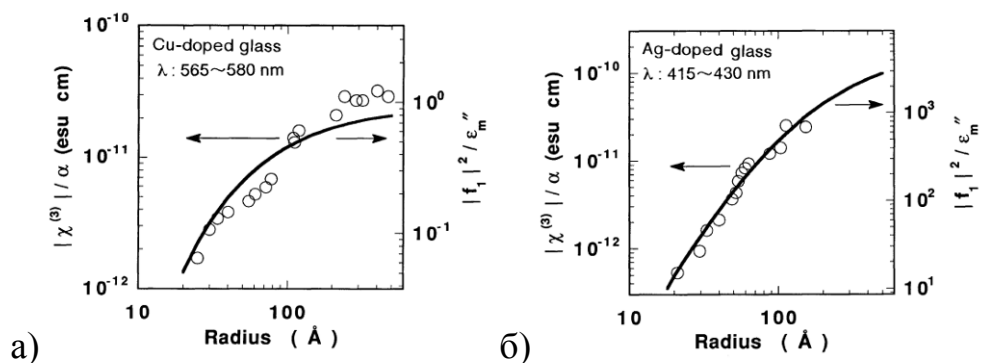 а)
Cu-doped glass
λ : 565~580 nm
10⁻¹⁰
10⁻¹¹
10⁻¹²
|χ⁽³⁾| / α (esu cm)
10⁰
10⁻¹
|f₁|² / εₘ″
10
100
Radius ( Å )
б)
Ag-doped glass
λ : 415~430 nm
10⁻¹⁰
10⁻¹¹
10⁻¹²
|χ⁽³⁾| / α (esu cm)
10³
10²
10¹
|f₁|² / εₘ″
10
100
Radius ( Å )